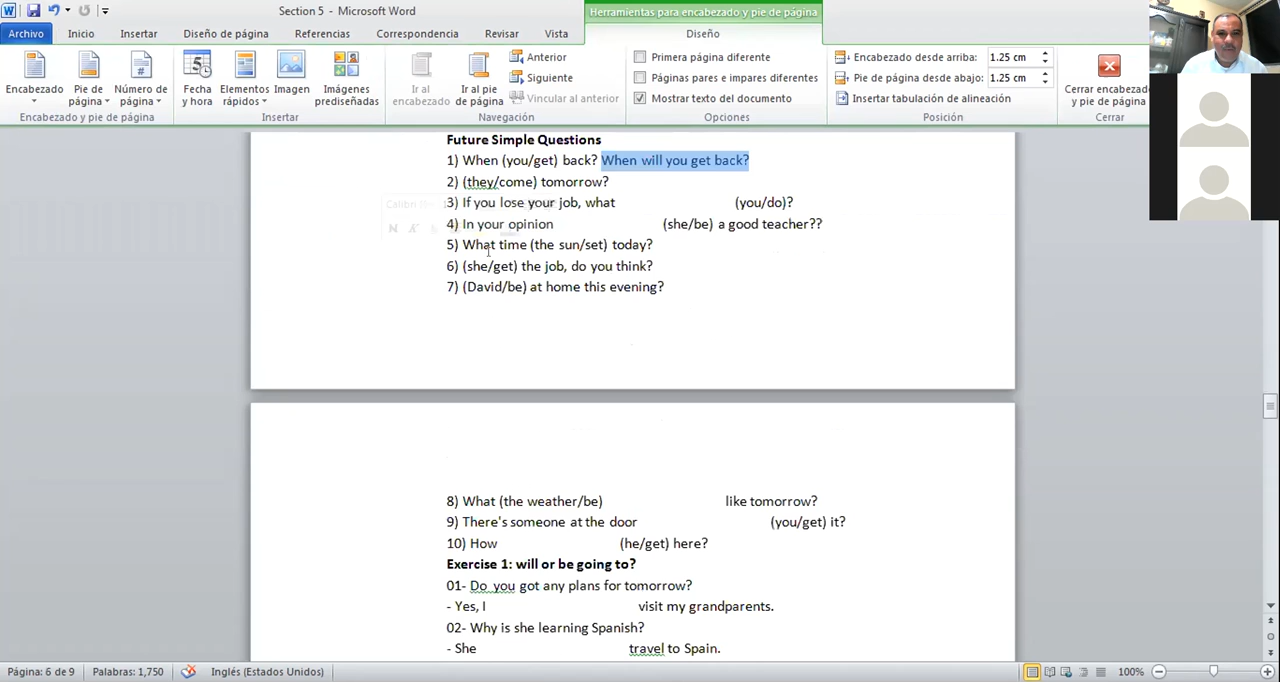 Section 5 - Microsoft Word
Herramientas para encabezado y pie de página
Archivo Inicio Insertar Diseño de página Referencias Correspondencia Revisar Vista Diseño
Encabezado
Pie de página
Número de página
Encabezado y pie de página
Fecha y hora
Elementos rápidos
Imagen
Imágenes prediseñadas
Insertar
Ir al encabezado
Ir al pie de página
Anterior
Siguiente
Vincular al anterior
Navegación
Primera página diferente
Páginas pares e impares diferentes
Mostrar texto del documento
Opciones
Encabezado desde arriba: 1.25 cm
Pie de página desde abajo: 1.25 cm
Insertar tabulación de alineación
Posición
Cerrar encabezado y pie de página
Cerrar
Future Simple Questions
1) When (you/get) back? When will you get back?
2) (they/come) tomorrow?
3) If you lose your job, what (you/do)?
4) In your opinion (she/be) a good teacher??
5) What time (the sun/set) today?
6) (she/get) the job, do you think?
7) (David/be) at home this evening?
8) What (the weather/be) like tomorrow?
9) There's someone at the door (you/get) it?
10) How (he/get) here?
Exercise 1: will or be going to?
01- Do you got any plans for tomorrow?
- Yes, I visit my grandparents.
02- Why is she learning Spanish?
- She travel to Spain.
Página: 6 de 9 Palabras: 1,750 Inglés (Estados Unidos) 100%